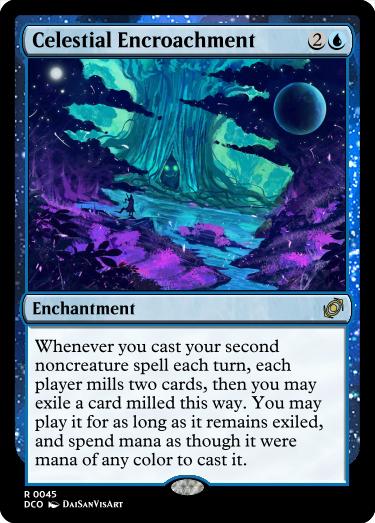 Celestial Encroachment 2
Enchantment
Whenever you cast your second
noncreature spell each turn, each
player mills two cards, then you may
exile a card milled this way. You may
play it for as long as it remains exiled,
and spend mana as though it were
mana of any color to cast it.
R 0045
DCO DaiSanVisArt